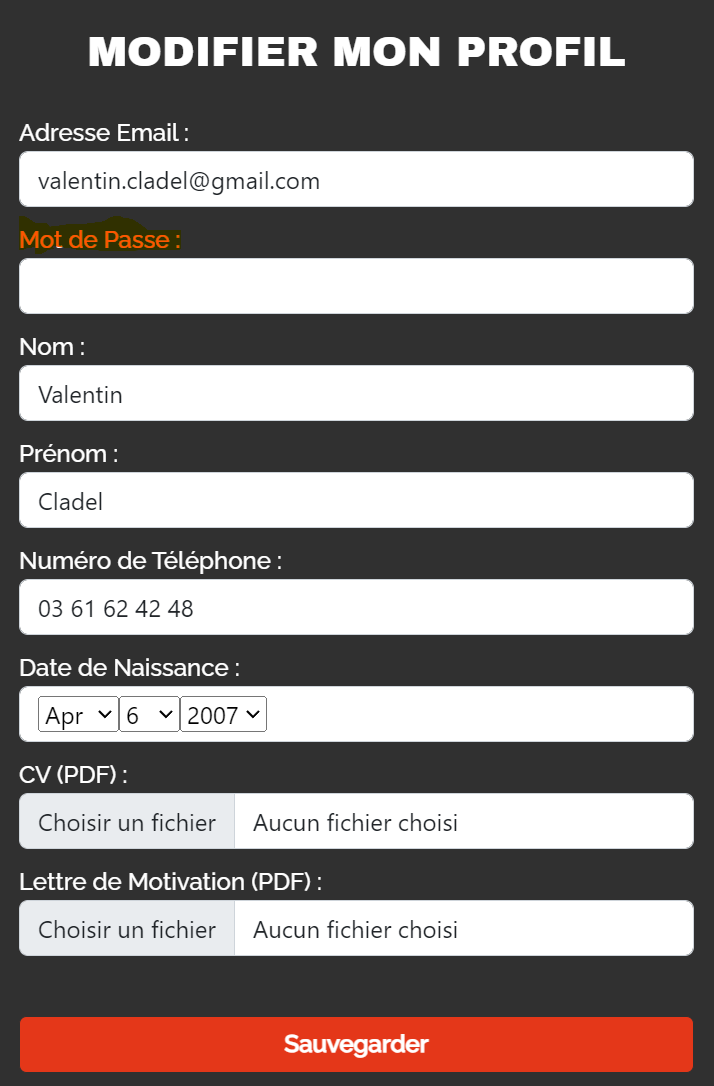 MODIFIER MON PROFIL
Adresse Email :
valentin.cladel@gmail.com
Mot de Passe :
Nom :
Valentin
Prénom :
Cladel
Numéro de Téléphone :
03 61 62 42 48
Date de Naissance :
Apr 6 2007
CV (PDF) :
Choisir un fichier Aucun fichier choisi
Lettre de Motivation (PDF) :
Choisir un fichier Aucun fichier choisi
Sauvegarder